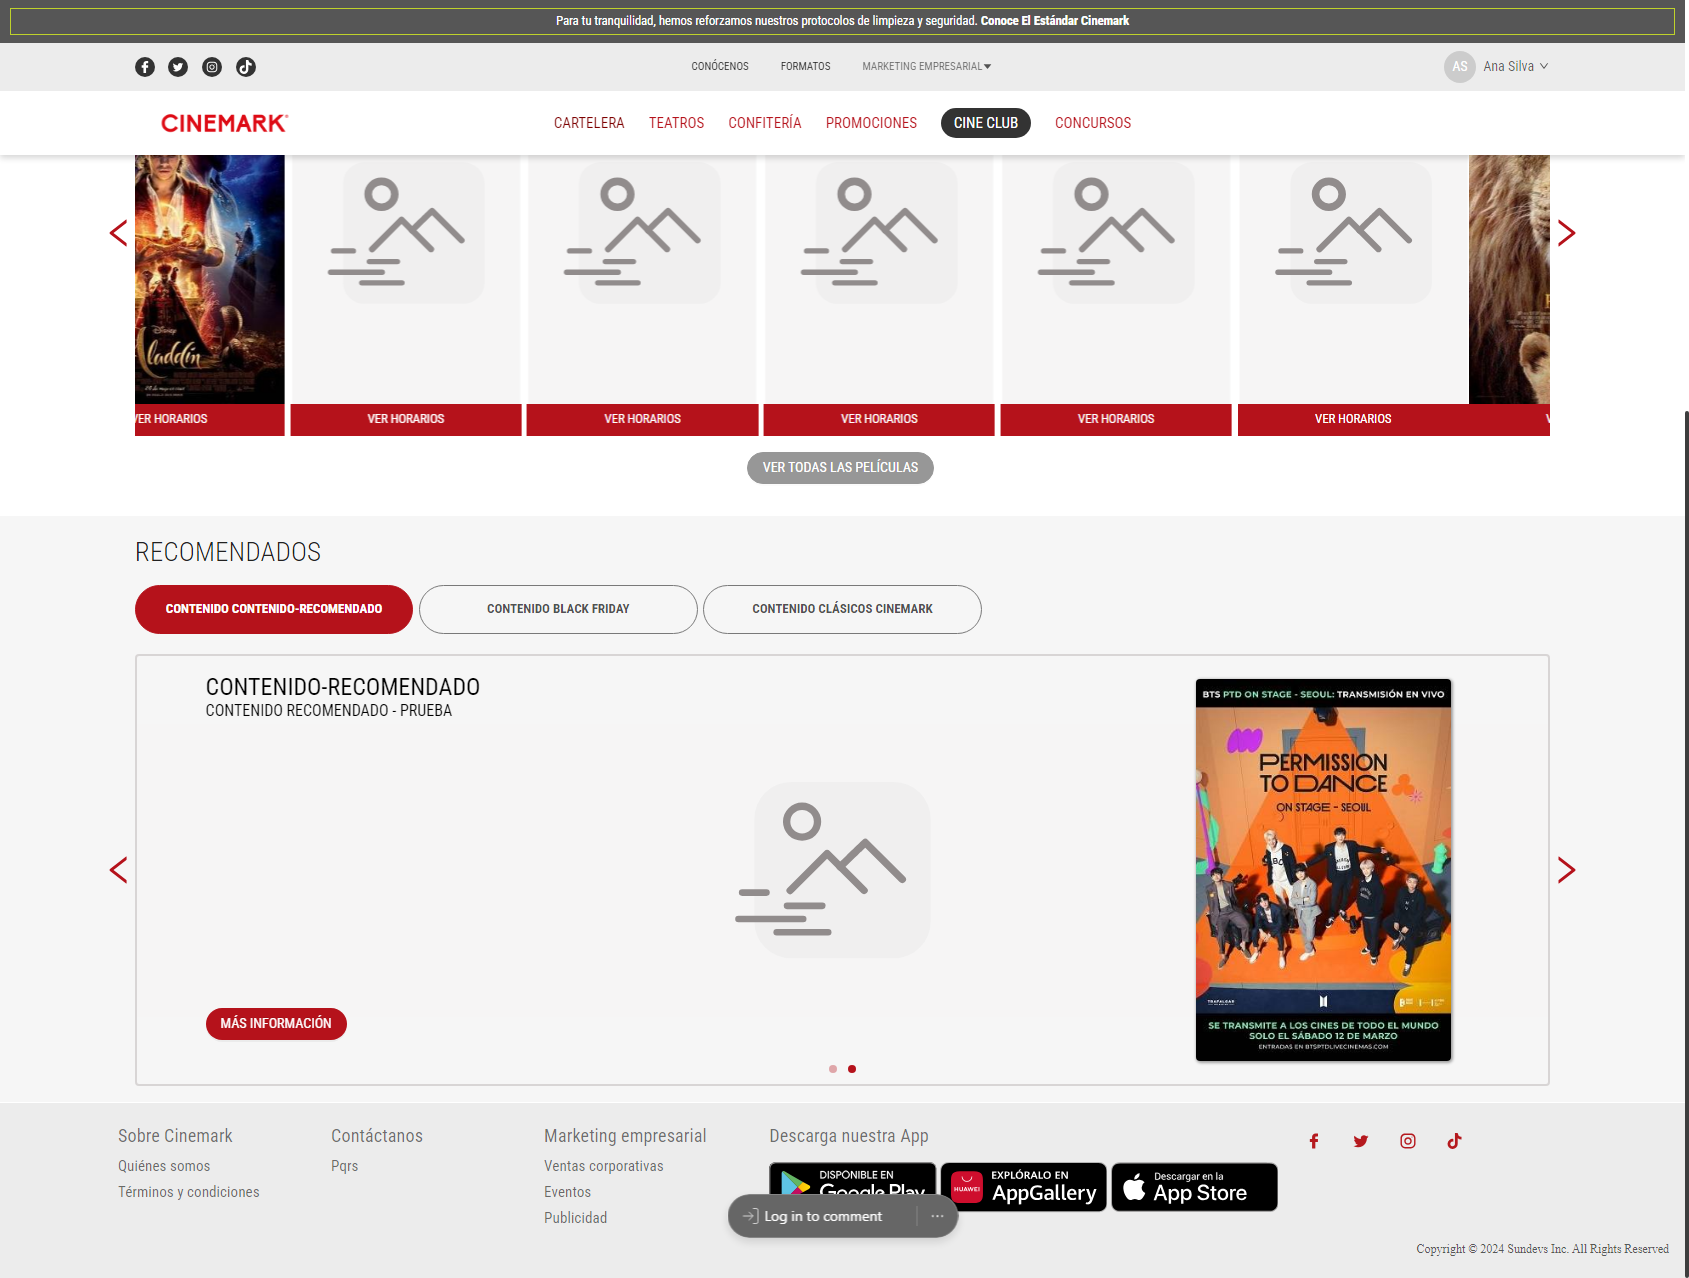 Para tu tranquilidad, hemos reforzamos nuestros protocolos de limpieza y seguridad. Conoce El Estándar Cinemark
CONÓCENOS FORMATOS MARKETING EMPRESARIAL
AS Ana Silva
CINEMARK
CARTELERA TEATROS CONFITERÍA PROMOCIONES CINE CLUB CONCURSOS
Disney
Aladdin
VER HORARIOS VER HORARIOS VER HORARIOS VER HORARIOS VER HORARIOS VER HORARIOS
VER TODAS LAS PELÍCULAS
RECOMENDADOS
CONTENIDO CONTENIDO-RECOMENDADO CONTENIDO BLACK FRIDAY CONTENIDO CLÁSICOS CINEMARK
CONTENIDO-RECOMENDADO
CONTENIDO RECOMENDADO - PRUEBA
BTS PTD ON STAGE - SEOUL: TRANSMISIÓN EN VIVO
PERMISSION
TO DANCE
ON STAGE - SEOUL
SE TRANSMITE A LOS CINES DE TODO EL MUNDO
SOLO EL SÁBADO 12 DE MARZO
ENTRADAS EN BTSPTDLIVECINEMAS.COM
MÁS INFORMACIÓN
Sobre Cinemark
Quiénes somos
Términos y condiciones
Contáctanos
Pqrs
Marketing empresarial
Ventas corporativas
Eventos
Publicidad
Descarga nuestra App
DISPONIBLE EN
Google Play
HUAWEI
EXPLÓRALO EN
AppGallery
Descargar en la
App Store
Log in to comment
Copyright © 2024 Sundevs Inc. All Rights Reserved